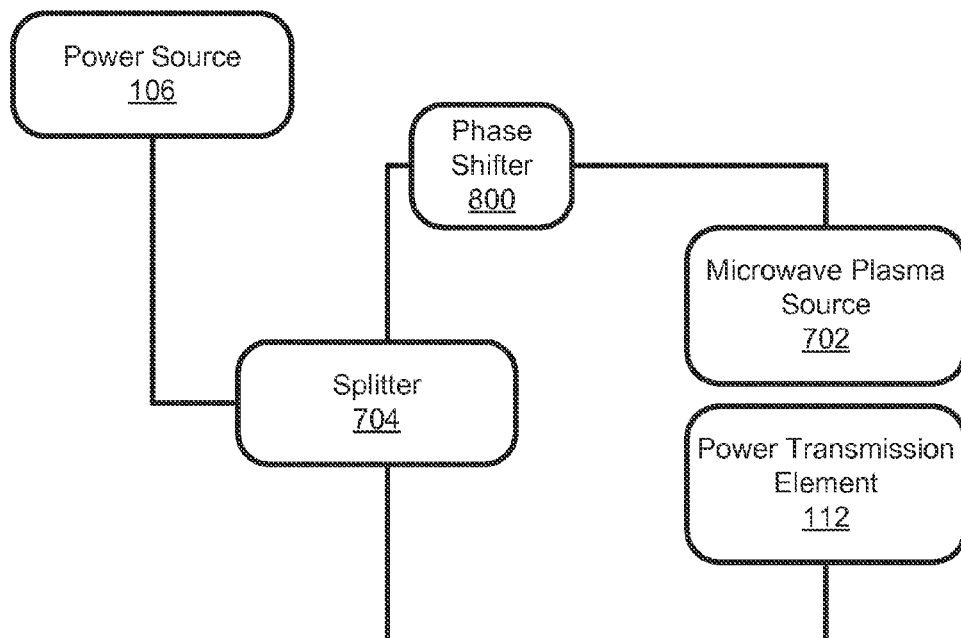 Power Source
106
Phase
Shifter
800
Microwave Plasma
Source
702
Splitter
704
Power Transmission
Element
112